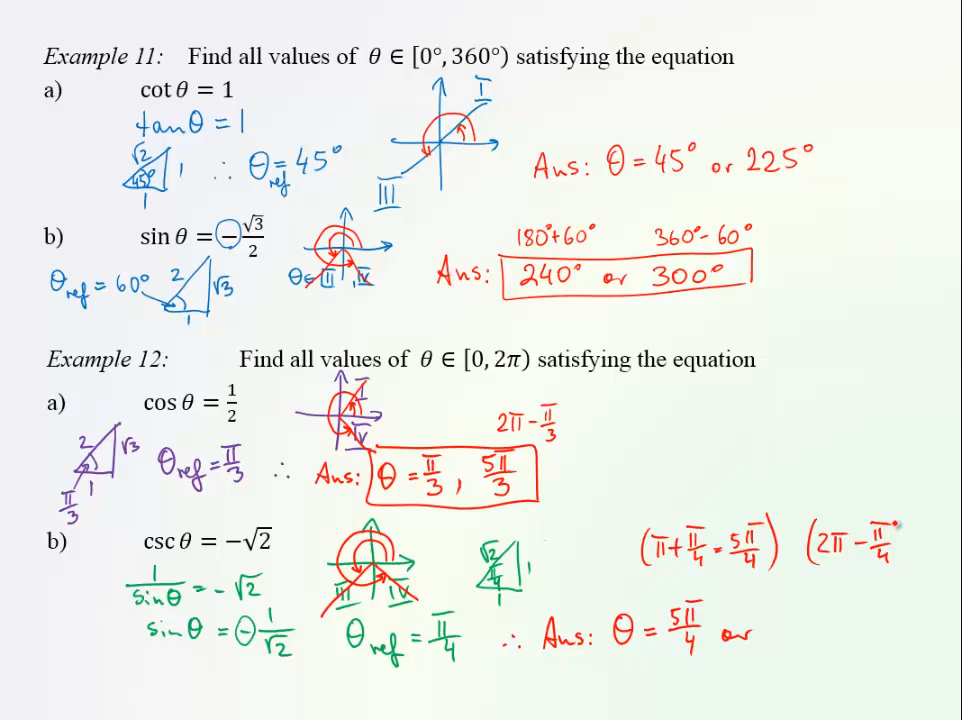 Example 11: Find all values of θ ∈ [0°, 360°) satisfying the equation
a) cot θ = 1
tan θ = 1
√2 1 45° 1
∴ θref = 45°
I
III
Ans: θ = 45° or 225°
b) sin θ = −√3/2
θref = 60°
2 √3 1
III IV
180°+60° 360°−60°
Ans: 240° or 300°
Example 12: Find all values of θ ∈ [0, 2π) satisfying the equation
a) cos θ = 1/2
2 √3 1 π/3
θref = π/3
I
IV
2π − π/3
∴ Ans: θ = π/3, 5π/3
b) csc θ = −√2
1/sinθ = −√2
sin θ = −1/√2
III IV
√2 π/4 1 1
θref = π/4
(π + π/4 = 5π/4) (2π − π/4
∴ Ans: θ = 5π/4 or